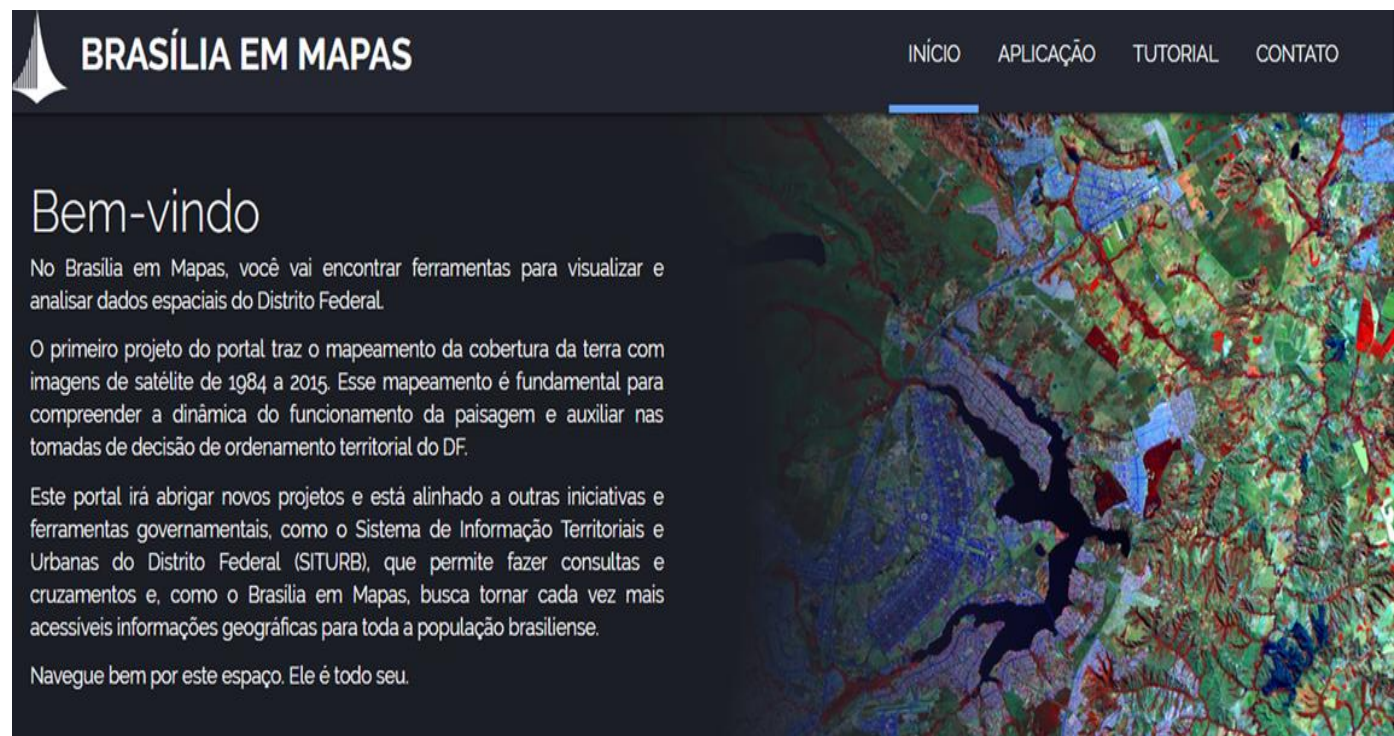 BRASÍLIA EM MAPAS
INÍCIO APLICAÇÃO TUTORIAL CONTATO
Bem-vindo
No Brasília em Mapas, você vai encontrar ferramentas para visualizar e
analisar dados espaciais do Distrito Federal.
O primeiro projeto do portal traz o mapeamento da cobertura da terra com
imagens de satélite de 1984 a 2015. Esse mapeamento é fundamental para
compreender a dinâmica do funcionamento da paisagem e auxiliar nas
tomadas de decisão de ordenamento territorial do DF.
Este portal irá abrigar novos projetos e está alinhado a outras iniciativas e
ferramentas governamentais, como o Sistema de Informação Territoriais e
Urbanas do Distrito Federal (SITURB), que permite fazer consultas e
cruzamentos e, como o Brasília em Mapas, busca tornar cada vez mais
acessíveis informações geográficas para toda a população brasiliense.
Navegue bem por este espaço. Ele é todo seu.